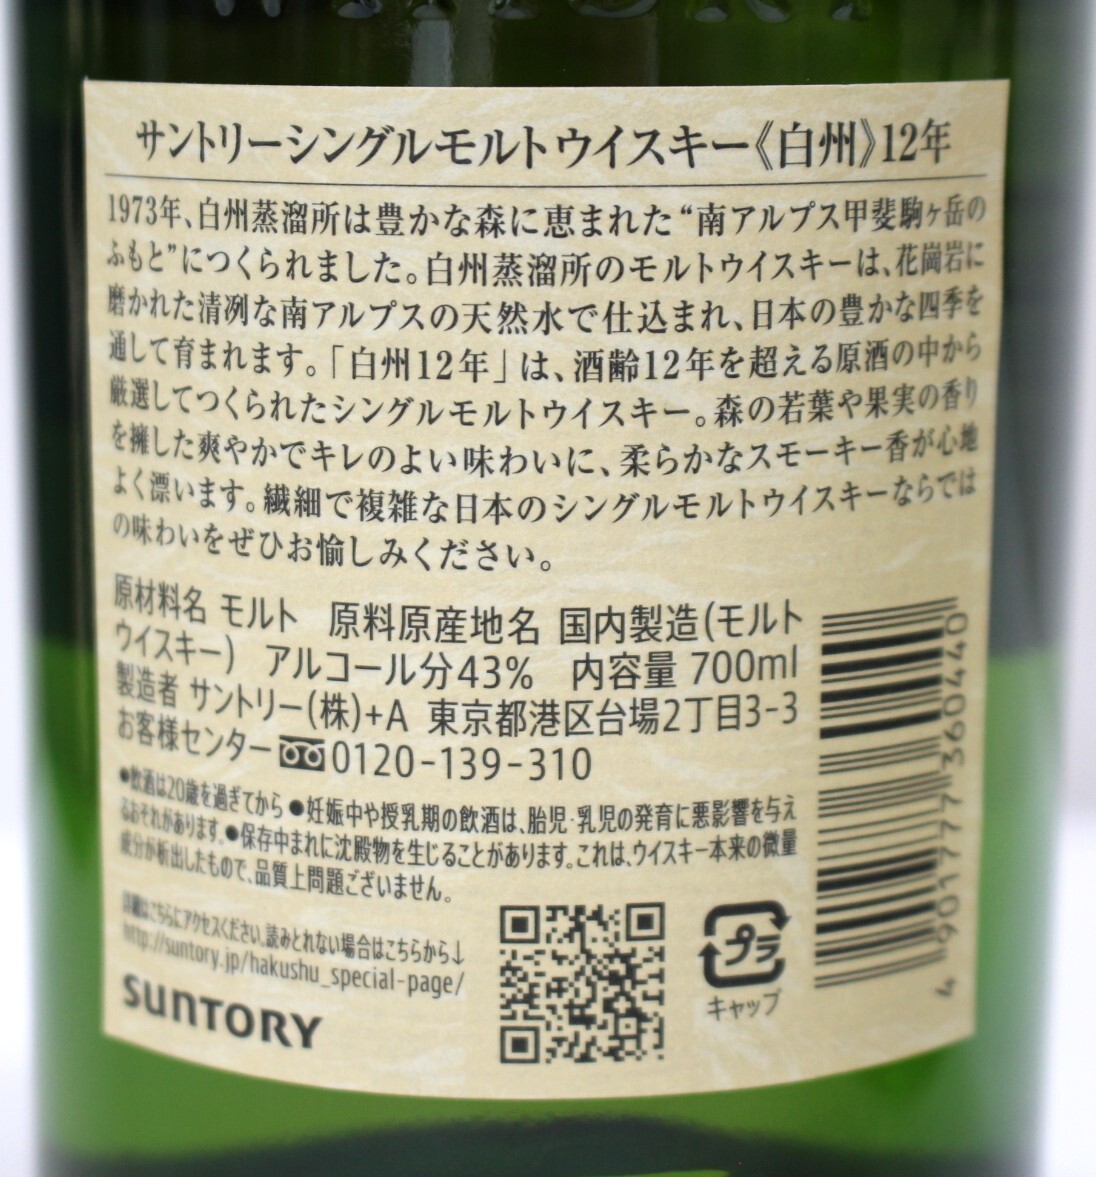 サントリーシングルモルトウイスキー《白州》12年
1973年、白州蒸溜所は豊かな森に恵まれた“南アルプス甲斐駒ヶ岳の
ふもと”につくられました。白州蒸溜所のモルトウイスキーは、花崗岩に
磨かれた清冽な南アルプスの天然水で仕込まれ、日本の豊かな四季を
通して育まれます。「白州12年」は、酒齢12年を超える原酒の中から
厳選してつくられたシングルモルトウイスキー。森の若葉や果実の香り
を擁した爽やかでキレのよい味わいに、柔らかなスモーキー香が心地
よく漂います。繊細で複雑な日本のシングルモルトウイスキーならでは
の味わいをぜひお愉しみください。
原材料名 モルト 原料原産地名 国内製造(モルト
ウイスキー) アルコール分43% 内容量 700ml
製造者 サントリー(株)+A 東京都港区台場2丁目3-3
お客様センター 0120-139-310
●飲酒は20歳を過ぎてから ●妊娠中や授乳期の飲酒は、胎児・乳児の発育に悪影響を与え
るおそれがあります。●保存中まれに沈殿物を生じることがあります。これは、ウイスキー本来の微量
成分が析出したもので、品質上問題ございません。
詳細はこちらにアクセスください。読みとれない場合はこちらから↓
http://suntory.jp/hakushu_special-page/
SUNTORY
プラ
キャップ
4 901777 360440